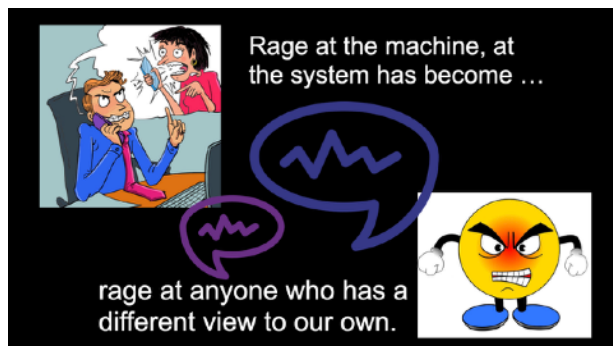 Rage at the machine, at
the system has become …
rage at anyone who has a
different view to our own.